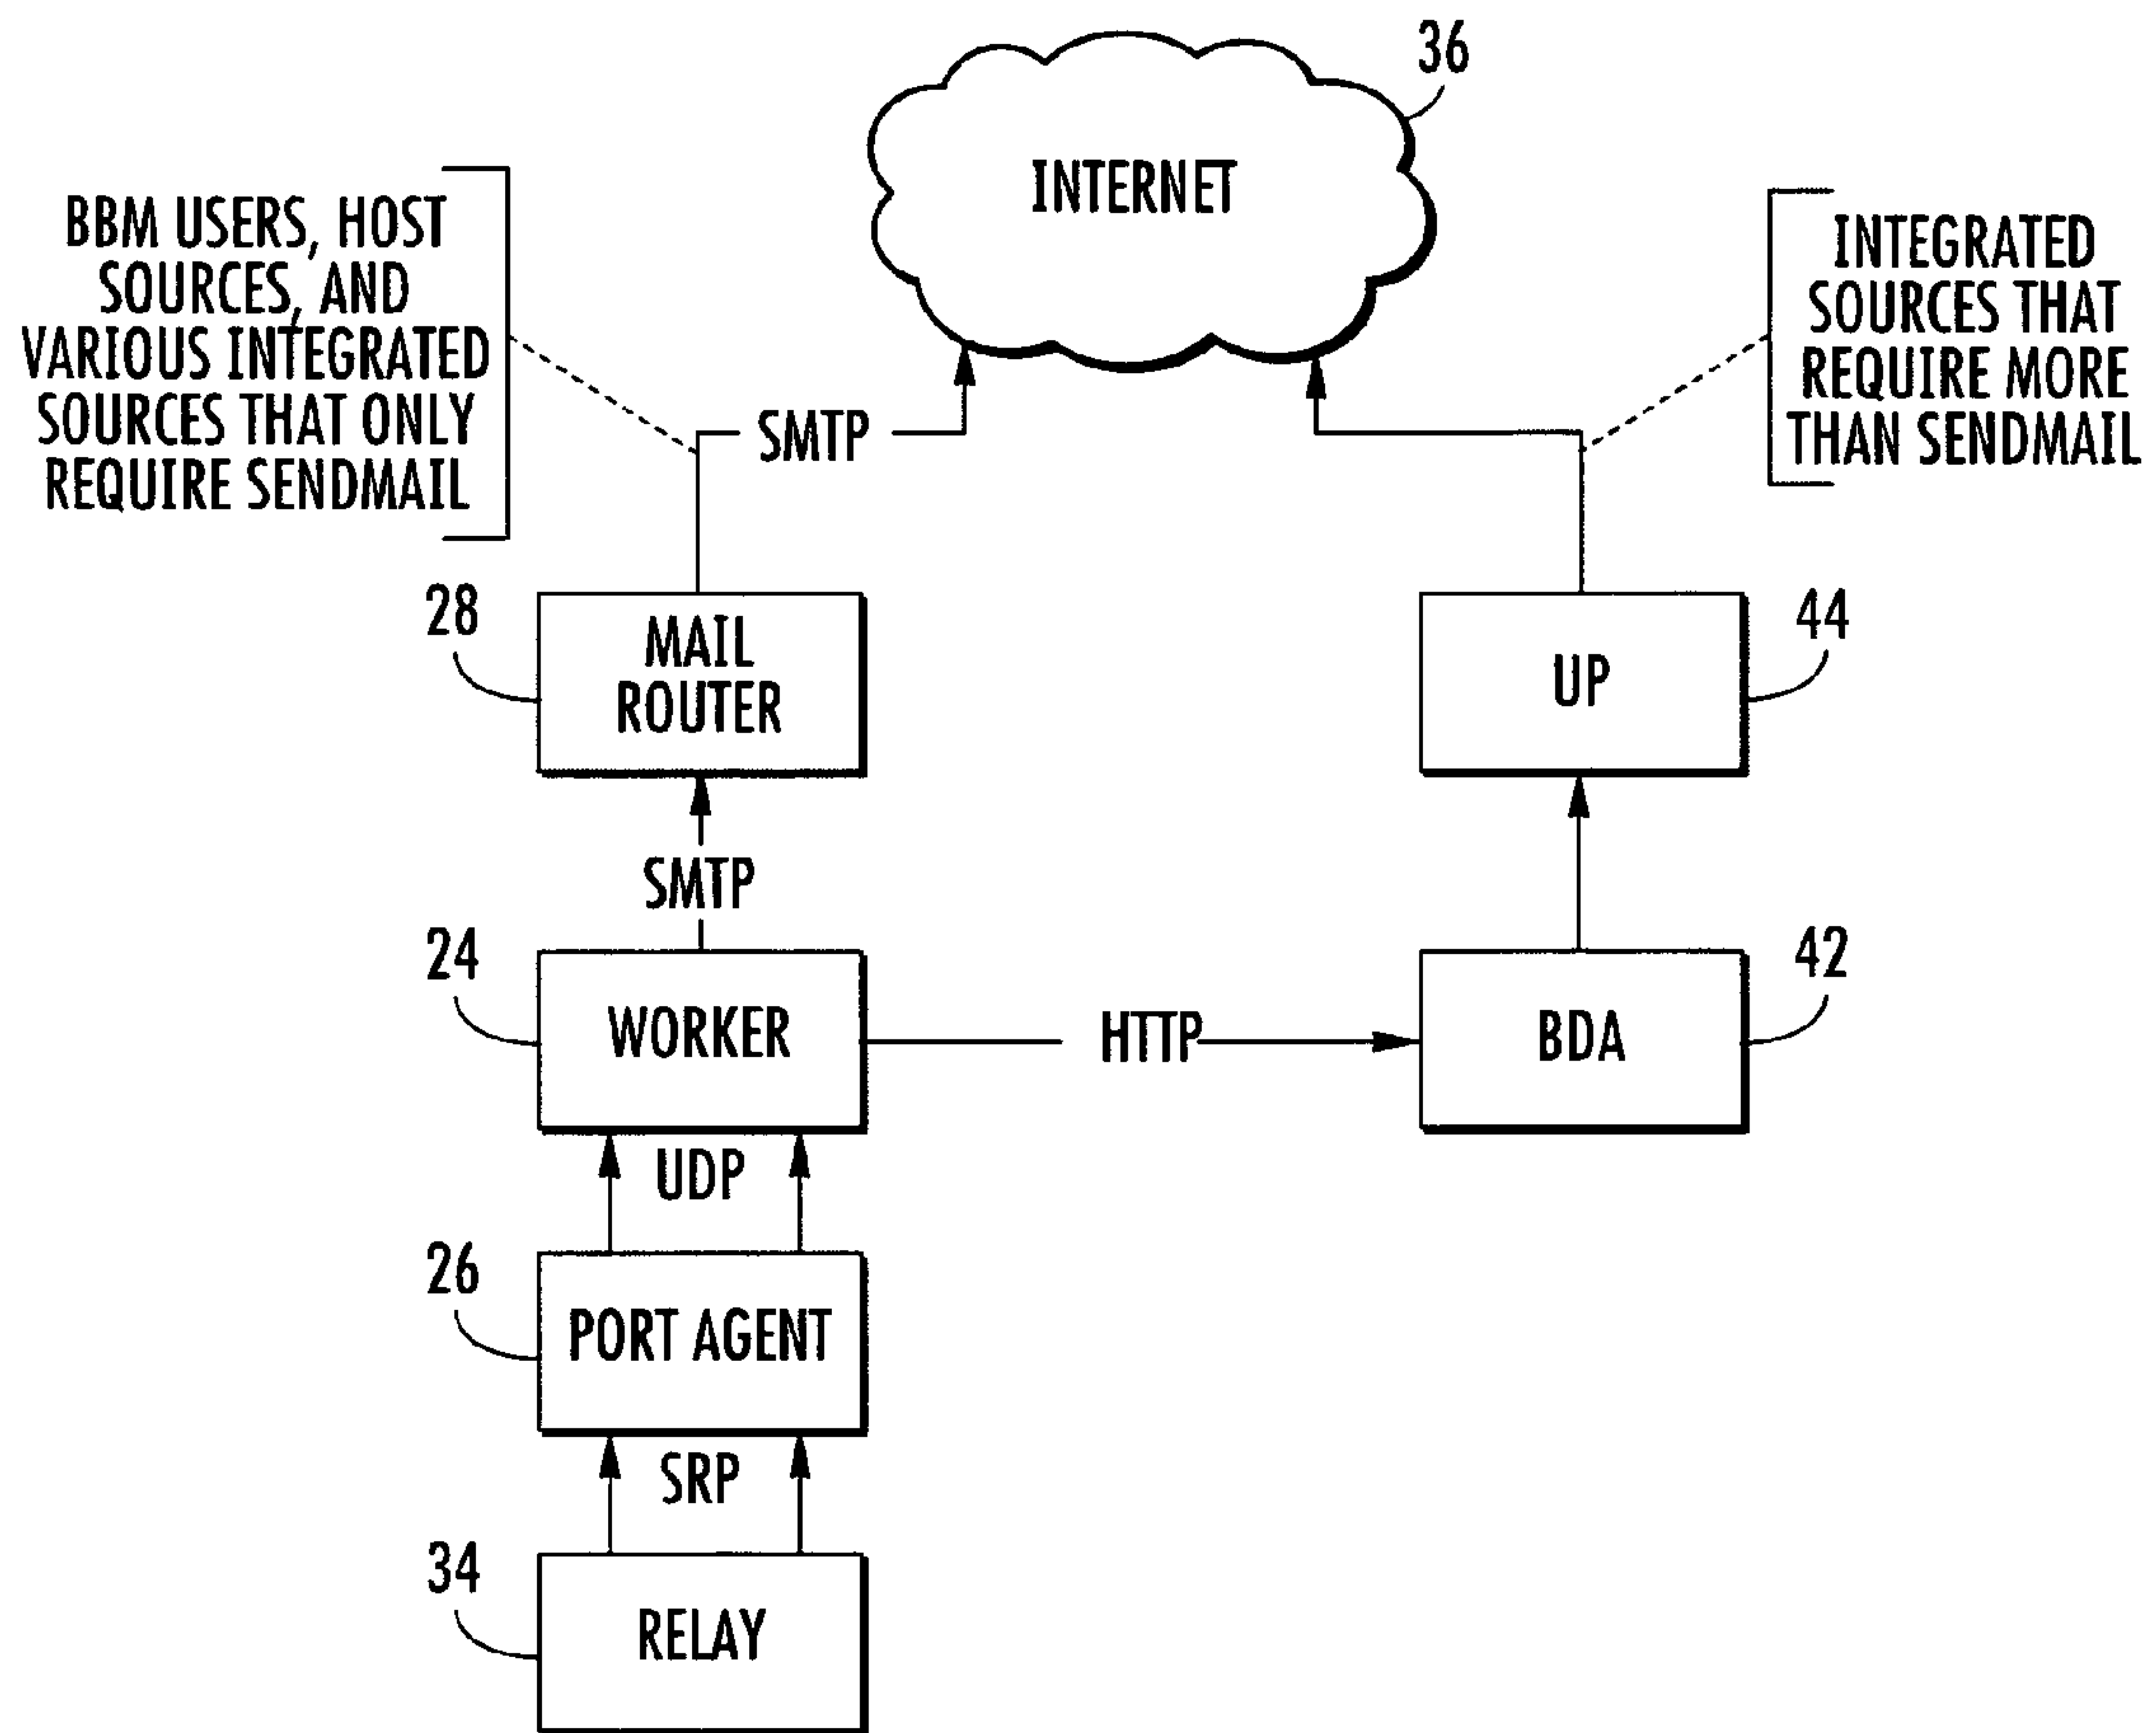 36
INTERNET
BBM USERS, HOST
SOURCES, AND
VARIOUS INTEGRATED
SOURCES THAT ONLY
REQUIRE SENDMAIL
INTEGRATED
SOURCES THAT
REQUIRE MORE
THAN SENDMAIL
SMTP
28
MAIL
ROUTER
44
UP
SMTP
24
WORKER
HTTP
42
BDA
UDP
26
PORT AGENT
SRP
34
RELAY